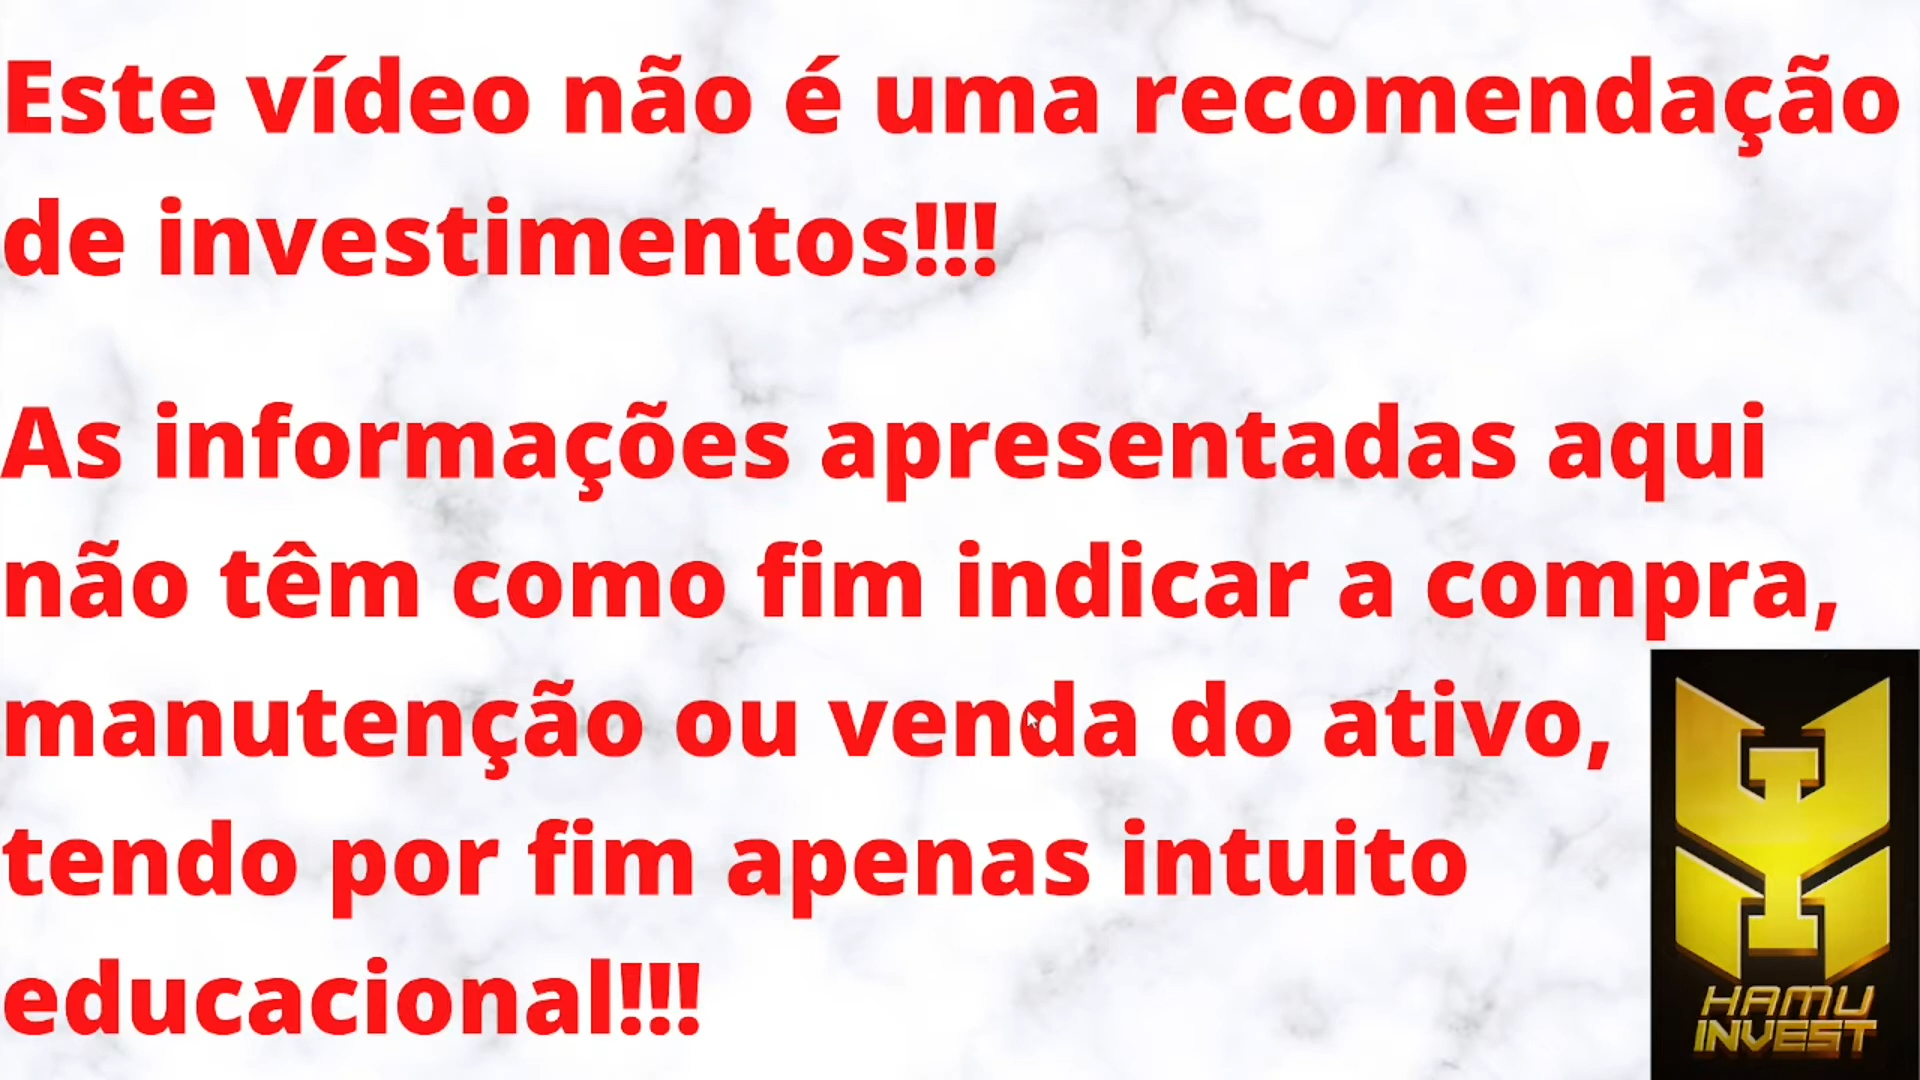 Este vídeo não é uma recomendação
de investimentos!!!
As informações apresentadas aqui
não têm como fim indicar a compra,
manutenção ou venda do ativo,
tendo por fim apenas intuito
educacional!!!
HAMU
INVEST